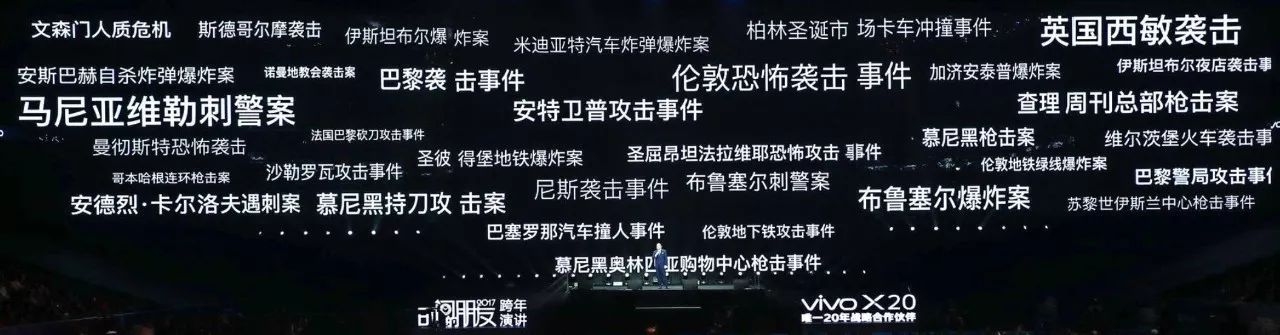 文森门人质危机
斯德哥尔摩袭击
伊斯坦布尔爆 炸案
米迪亚特汽车炸弹爆炸案
柏林圣诞市 场卡车冲撞事件
英国西敏袭击
安斯巴赫自杀炸弹爆炸案
诺曼地教会袭击案
巴黎袭 击事件
伦敦恐怖袭击 事件
加济安泰普爆炸案
伊斯坦布尔夜店袭击事
马尼亚维勒刺警案
安特卫普攻击事件
查理 周刊总部枪击案
法国巴黎砍刀攻击事件
曼彻斯特恐怖袭击
圣彼 得堡地铁爆炸案
圣屈昂坦法拉维耶恐怖攻击 事件
慕尼黑枪击案
维尔茨堡火车袭击事
哥本哈根连环枪击案
沙勒罗瓦攻击事件
尼斯袭击事件
布鲁塞尔刺警案
伦敦地铁绿线爆炸案
巴黎警局攻击事件
安德烈·卡尔洛夫遇刺案
慕尼黑持刀攻 击案
布鲁塞尔爆炸案
苏黎世伊斯兰中心枪击事件
巴塞罗那汽车撞人事件
伦敦地下铁攻击事件
慕尼黑奥林匹亚购物中心枪击事件
时间的朋友
2017
跨年
演讲
vivo X20
唯一20年战略合作伙伴